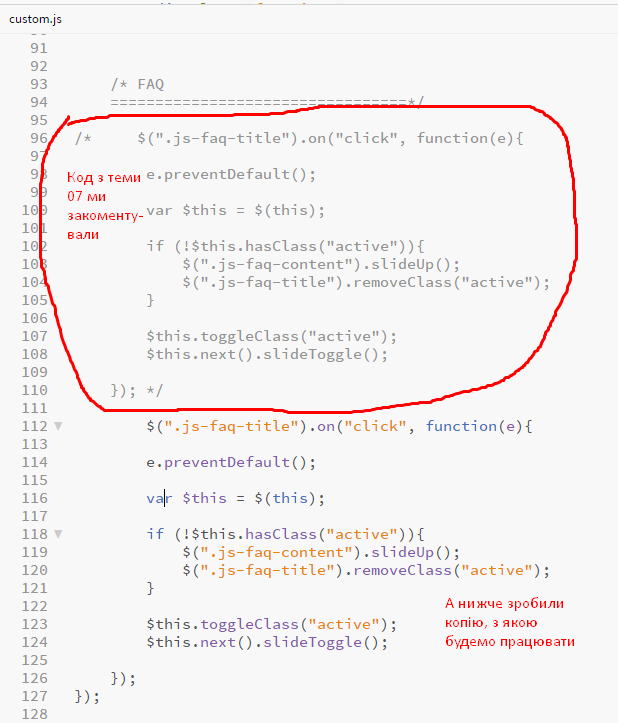 custom.js
91
92
93 /* FAQ
94 =================================*/
95
96 /* $(".js-faq-title").on("click", function(e){
97
98 e.preventDefault();
99
100 var $this = $(this);
101
102 if (!$this.hasClass("active")){
103 $(".js-faq-content").slideUp();
104 $(".js-faq-title").removeClass("active");
105 }
106
107 $this.toggleClass("active");
108 $this.next().slideToggle();
109
110 }); */
Код з теми
07 ми
закоменту-
вали
111
112 $(".js-faq-title").on("click", function(e){
113
114 e.preventDefault();
115
116 var $this = $(this);
117
118 if (!$this.hasClass("active")){
119 $(".js-faq-content").slideUp();
120 $(".js-faq-title").removeClass("active");
121 }
122
123 $this.toggleClass("active");
124 $this.next().slideToggle();
125
126 });
127 });
128
А нижче зробили
копію, з якою
будемо працювати